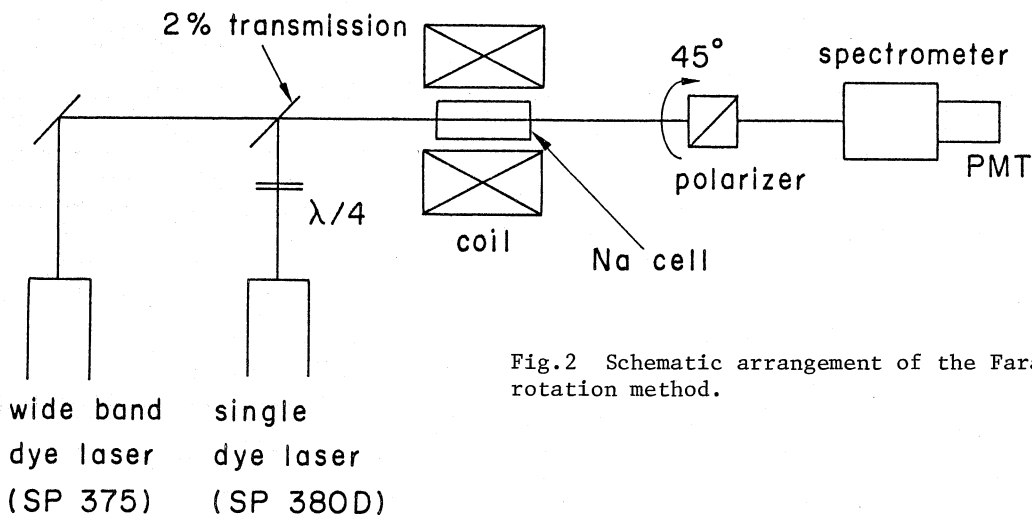 2% transmission
45°
spectrometer
λ/4
coil
Na cell
polarizer
PMT
Fig.2 Schematic arrangement of the Fara
rotation method.
wide band
dye laser
(SP 375)
single
dye laser
(SP 380D)